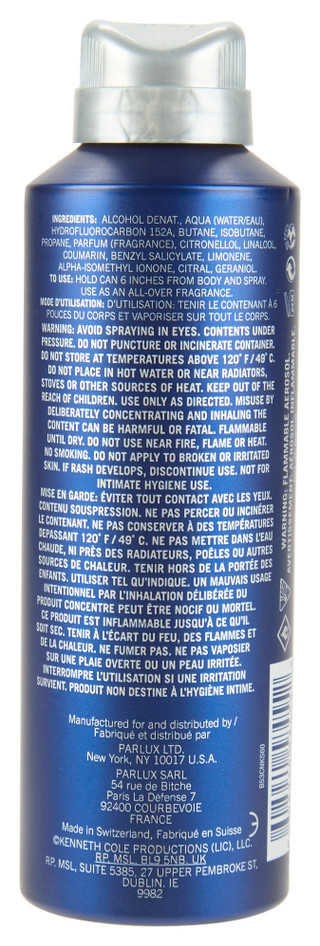 INGREDIENTS: ALCOHOL DENAT., AQUA (WATER/EAU),
HYDROFLUOROCARBON 152A, BUTANE, ISOBUTANE,
PROPANE, PARFUM (FRAGRANCE), CITRONELLOL, LINALOOL,
COUMARIN, BENZYL SALICYLATE, LIMONENE,
ALPHA-ISOMETHYL IONONE, CITRAL, GERANIOL.
TO USE: HOLD CAN 6 INCHES FROM BODY AND SPRAY.
USE AS AN ALL-OVER FRAGRANCE.
MODE D'UTILISATION: D'UTILISATION: TENIR LE CONTENANT À 6
POUCES DU CORPS ET VAPORISER SUR TOUT LE CORPS.
WARNING: AVOID SPRAYING IN EYES. CONTENTS UNDER
PRESSURE. DO NOT PUNCTURE OR INCINERATE CONTAINER.
DO NOT STORE AT TEMPERATURES ABOVE 120° F / 49° C.
DO NOT PLACE IN HOT WATER OR NEAR RADIATORS,
STOVES OR OTHER SOURCES OF HEAT. KEEP OUT OF THE
REACH OF CHILDREN. USE ONLY AS DIRECTED. MISUSE BY
DELIBERATELY CONCENTRATING AND INHALING THE
CONTENT CAN BE HARMFUL OR FATAL. FLAMMABLE
UNTIL DRY. DO NOT USE NEAR FIRE, FLAME OR HEAT.
NO SMOKING. DO NOT APPLY TO BROKEN OR IRRITATED
SKIN. IF RASH DEVELOPS, DISCONTINUE USE. NOT FOR
INTIMATE HYGIENE USE.
MISE EN GARDE: ÉVITER TOUT CONTACT AVEC LES YEUX.
CONTENU SOUSPRESSION. NE PAS PERCER OU INCINÉRER
LE CONTENANT. NE PAS CONSERVER À DES TEMPÉRATURES
DEPASSANT 120° F / 49° C. NE PAS METTRE DANS L'EAU
CHAUDE, NI PRÈS DES RADIATEURS, POÊLES OU AUTRES
SOURCES DE CHALEUR. TENIR HORS DE LA PORTÉE DES
ENFANTS. UTILISER TEL QU'INDIQUE. UN MAUVAIS USAGE
INTENTIONNEL PAR L'INHALATION DÉLIBÉRÉE DU
PRODUIT CONCENTRE PEUT ÊTRE NOCIF OU MORTEL.
CE PRODUIT EST INFLAMMABLE JUSQU'À CE QU'IL
SOIT SEC. TENIR À L'ÉCART DU FEU, DES FLAMMES ET
DE LA CHALEUR. NE FUMER PAS. NE PAS VAPORISER
SUR UNE PLAIE OVERTE OU UN PEAU IRRITÉE.
INTERROMPRE L'UTILISATION SI UNE IRRITATION
SURVIENT. PRODUIT NON DESTINE À L'HYGIÈNE INTIME.
Manufactured for and distributed by /
Fabriqué et distribué par
PARLUX LTD.
New York, NY 10017 U.S.A.
PARLUX SARL
54 rue de Bitche
Paris La Défense 7
92400 COURBEVOIE
FRANCE
Made in Switzerland, Fabriqué en Suisse
©KENNETH COLE PRODUCTIONS (LIC), LLC.
RP. MSL, BL9 5NB. UK
RP. MSL, SUITE 5385, 27 UPPER PEMBROKE ST,
DUBLIN. IE
9982
WARNING: FLAMMABLE AEROSOL
AVERTISSEMENT: AÉROSOL INFLAMMABLE